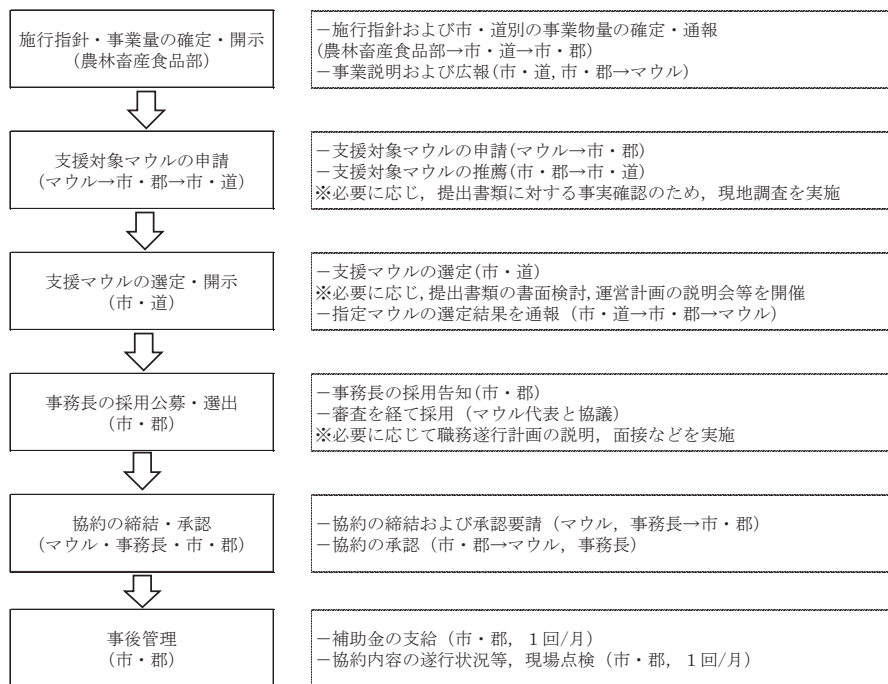 施行指針・事業量の確定・開示
(農林畜産食品部)
－施行指針および市・道別の事業物量の確定・通報
(農林畜産食品部→市・道→市・郡)
－事業説明および広報(市・道,市・郡→マウル)
支援対象マウルの申請
(マウル→市・郡→市・道)
－支援対象マウルの申請(マウル→市・郡)
－支援対象マウルの推薦(市・郡→市・道)
※必要に応じ，提出書類に対する事実確認のため，現地調査を実施
支援マウルの選定・開示
(市・道)
－支援マウルの選定(市・道)
※必要に応じ,提出書類の書面検討,運営計画の説明会等を開催
－指定マウルの選定結果を通報（市・道→市・郡→マウル）
事務長の採用公募・選出
(市・郡)
－事務長の採用告知(市・郡)
－審査を経て採用（マウル代表と協議）
※必要に応じて職務遂行計画の説明，面接などを実施
協約の締結・承認
(マウル・事務長・市・郡)
－協約の締結および承認要請（マウル，事務長→市・郡）
－協約の承認（市・郡→マウル，事務長）
事後管理
(市・郡)
－補助金の支給（市・郡，１回/月）
－協約内容の遂行状況等，現場点検（市・郡，１回/月）